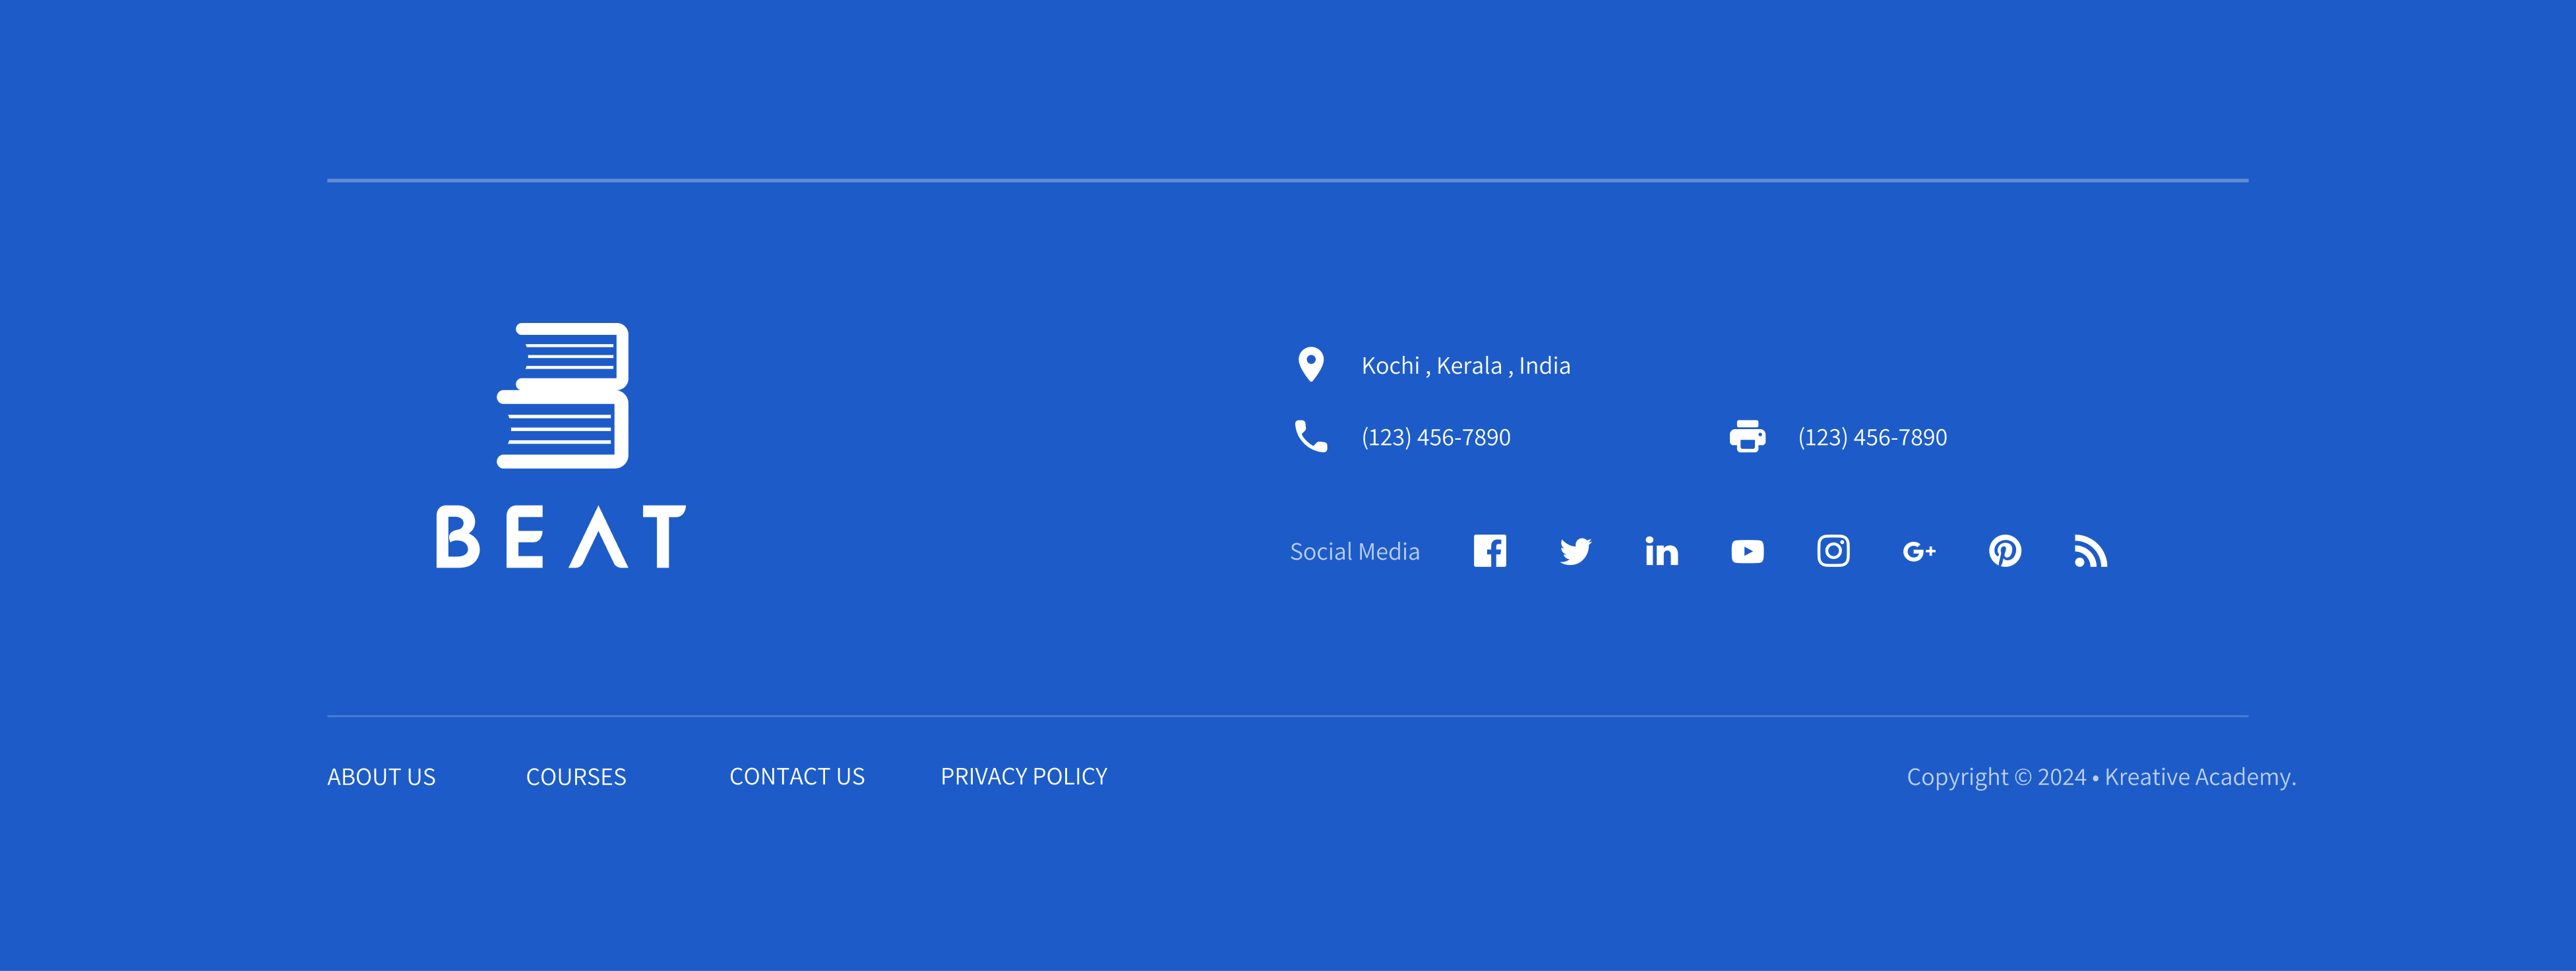 BEAT
Kochi , Kerala , India
(123) 456-7890
(123) 456-7890
Social Media
ABOUT US
COURSES
CONTACT US
PRIVACY POLICY
Copyright © 2024 • Kreative Academy.